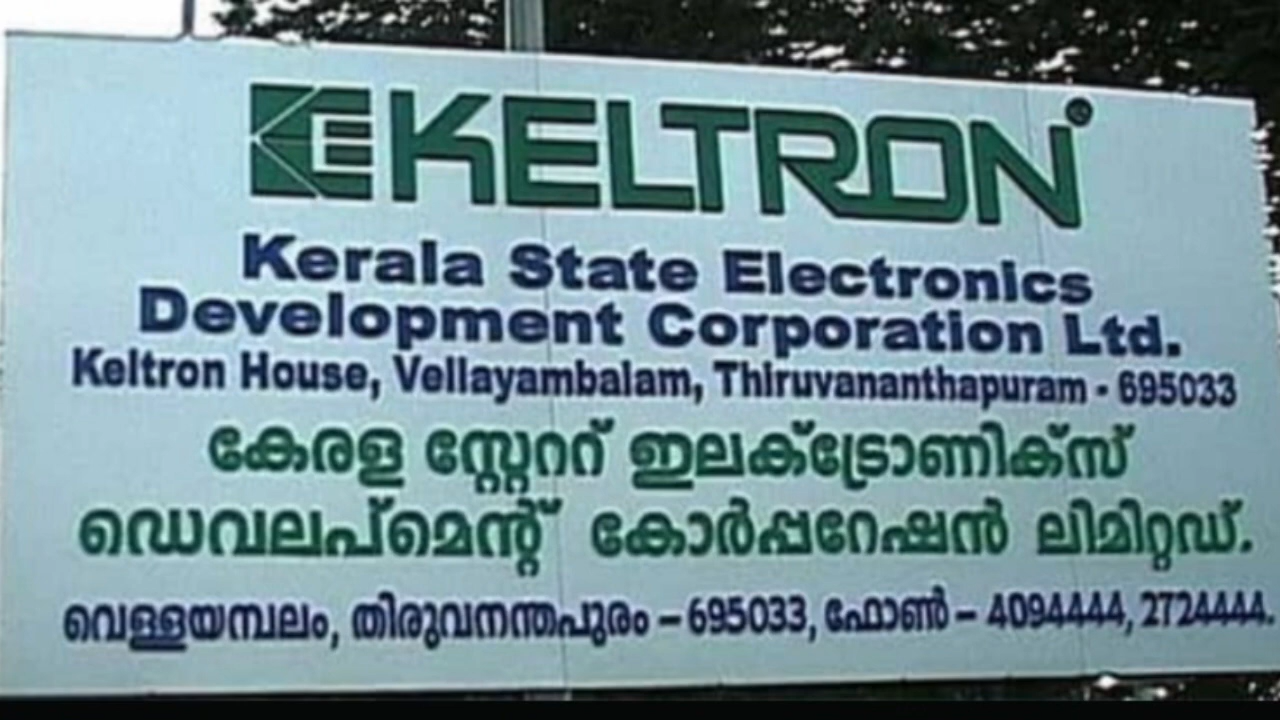 KELTRON®
Kerala State Electronics
Development Corporation Ltd.
Keltron House, Vellayambalam, Thiruvananthapuram - 695033
കേരള സ്റ്റേററ് ഇലക്ട്രോണിക്സ്
ഡെവലപ്മെന്റ് കോർപ്പറേഷൻ ലിമിറ്റഡ്.
വെള്ളയമ്പലം, തിരുവനന്തപുരം – 695033, ഫോൺ – 4094444, 2724444.